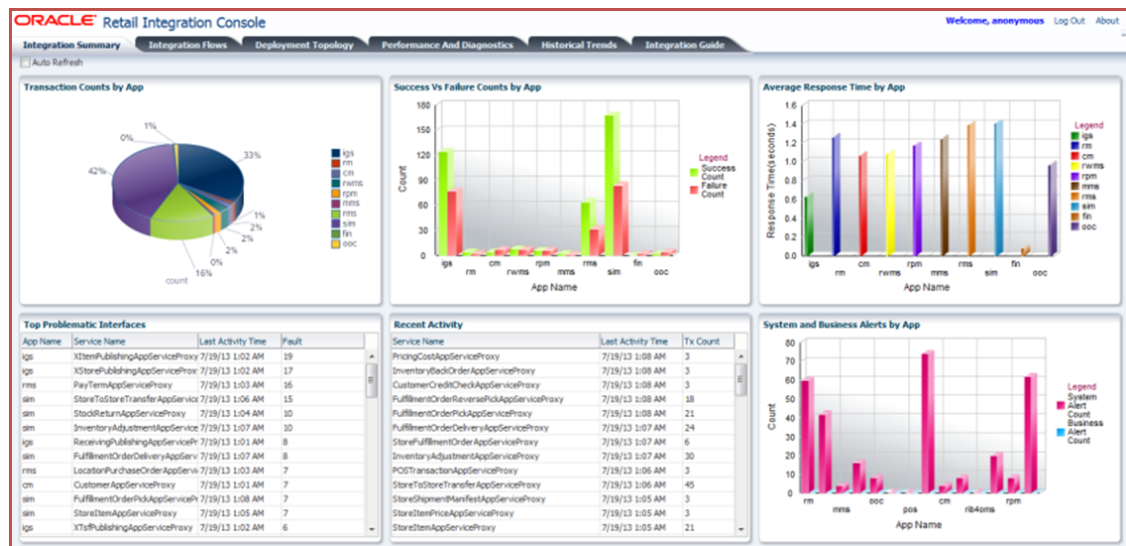 ORACLE Retail Integration Console
Welcome, anonymous Log Out About
Integration Summary Integration Flows Deployment Topology Performance And Diagnostics Historical Trends Integration Guide
Auto Refresh
Transaction Counts by App
1%
0%
33%
42%
1%
2%
2%
2%
0%
16%
count
igs
rm
cm
rwms
rpm
mms
rms
sim
fin
ooc
Success Vs Failure Counts by App
Count
180
150
120
90
60
30
0
igs
rm
cm
rwms
rpm
mms
rms
sim
fin
ooc
App Name
Legend
Success Count
Failure Count
Average Response Time by App
Response Time(seconds)
1.6
1.4
1.2
1.0
0.8
0.6
0.4
0.2
0.0
igs
rm
cm
rwms
rpm
mms
rms
sim
fin
ooc
App Name
Legend
igs
rm
cm
rwms
rpm
mms
rms
sim
fin
ooc
Top Problematic Interfaces
App Name Service Name Last Activity Time Fault
igs XItemPublishingAppServiceProxy 7/19/13 1:02 AM 19
igs XStorePublishingAppServiceProx 7/19/13 1:02 AM 17
rms PayTermAppServiceProxy 7/19/13 1:03 AM 16
sim StoreToStoreTransferAppService 7/19/13 1:06 AM 15
sim StockReturnAppServiceProxy 7/19/13 1:04 AM 10
sim InventoryAdjustmentAppService 7/19/13 1:07 AM 10
igs ReceivingPublishingAppServicePr 7/19/13 1:01 AM 8
sim FulfillmentOrderDeliveryAppServ 7/19/13 1:07 AM 8
rms LocationPurchaseOrderAppServi 7/19/13 1:03 AM 7
cm CustomerAppServiceProxy 7/19/13 1:01 AM 7
sim FulfillmentOrderPickAppServiceP 7/19/13 1:08 AM 7
sim StoreItemAppServiceProxy 7/19/13 1:05 AM 7
igs XTsfPublishingAppServiceProxy 7/19/13 1:02 AM 6
Recent Activity
Service Name Last Activity Time Tx Count
PricingCostAppServiceProxy 7/19/13 1:08 AM 3
InventoryBackOrderAppServiceProxy 7/19/13 1:08 AM 3
CustomerCreditCheckAppServiceProxy 7/19/13 1:08 AM 3
FulfillmentOrderReversePickAppServiceProxy 7/19/13 1:08 AM 18
FulfillmentOrderPickAppServiceProxy 7/19/13 1:08 AM 21
FulfillmentOrderDeliveryAppServiceProxy 7/19/13 1:07 AM 24
StoreFulfillmentOrderAppServiceProxy 7/19/13 1:07 AM 6
InventoryAdjustmentAppServiceProxy 7/19/13 1:07 AM 30
POSTransactionAppServiceProxy 7/19/13 1:06 AM 3
StoreToStoreTransferAppServiceProxy 7/19/13 1:06 AM 45
StoreShipmentManifestAppServiceProxy 7/19/13 1:05 AM 3
StoreItemPriceAppServiceProxy 7/19/13 1:05 AM 3
StoreItemAppServiceProxy 7/19/13 1:05 AM 21
System and Business Alerts by App
Count
80
70
60
50
40
30
20
10
0
rm
mms
ooc
pos
cm
rib4oms
rpm
App Name
Legend
System Alert Count
Business Alert Count